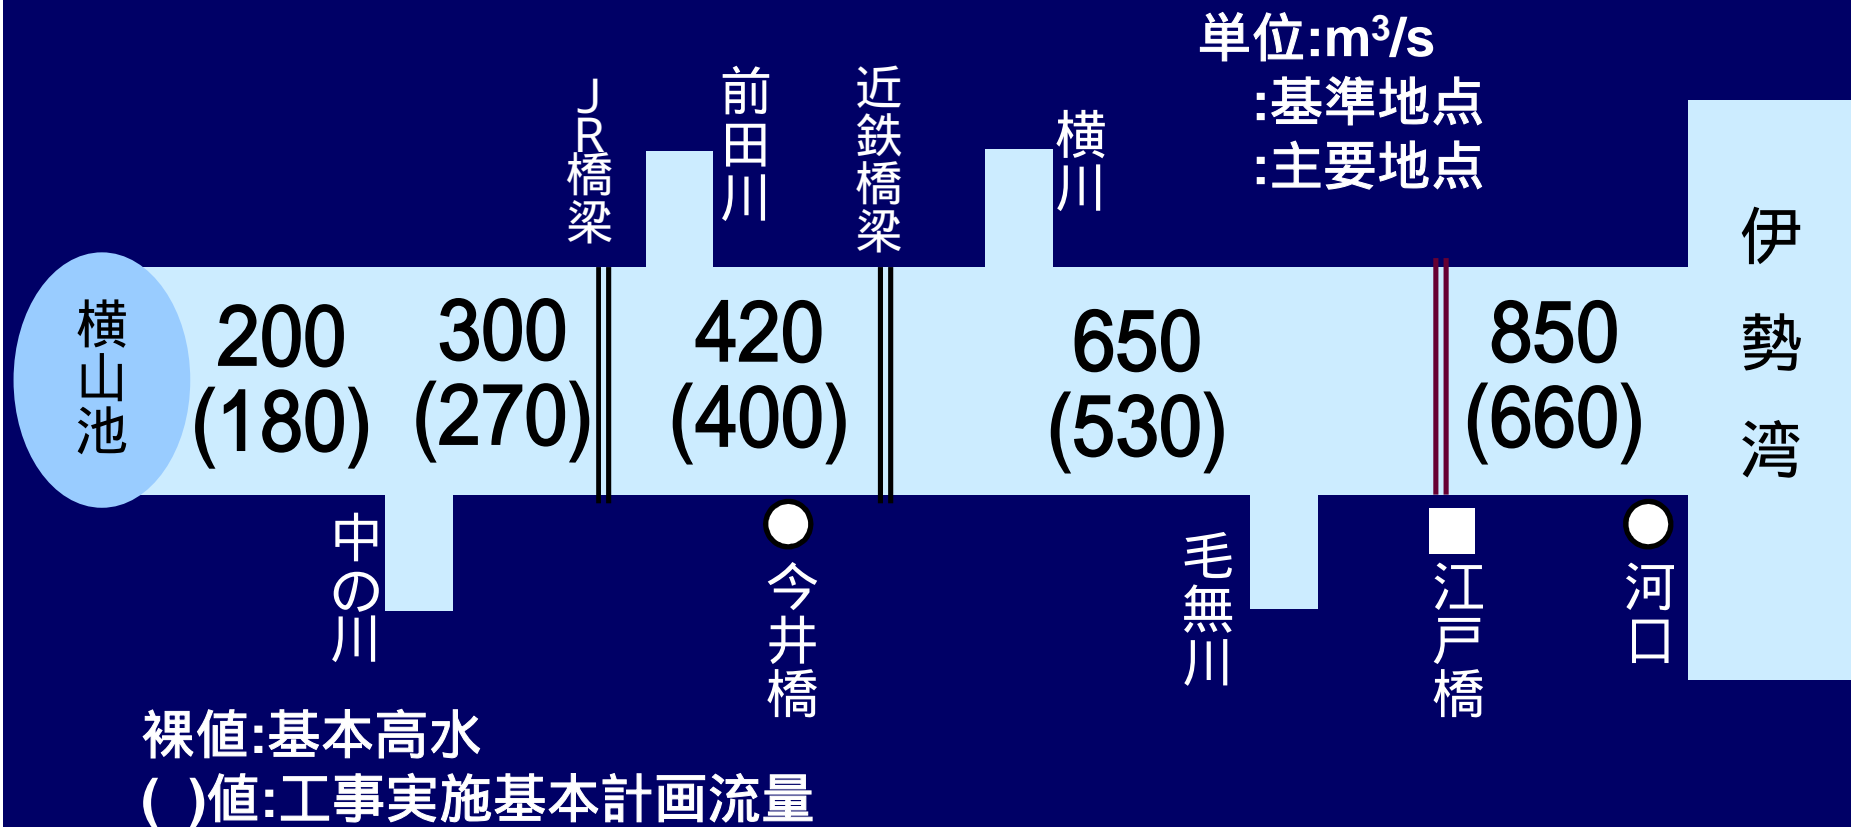 単位:m³/s
:基準地点
:主要地点
JR橋梁
前田川
近鉄橋梁
横川
伊勢湾
横山池
200
(180)
300
(270)
420
(400)
650
(530)
850
(660)
中の川
今井橋
毛無川
江戸橋
河口
裸値:基本高水
( )値:工事実施基本計画流量